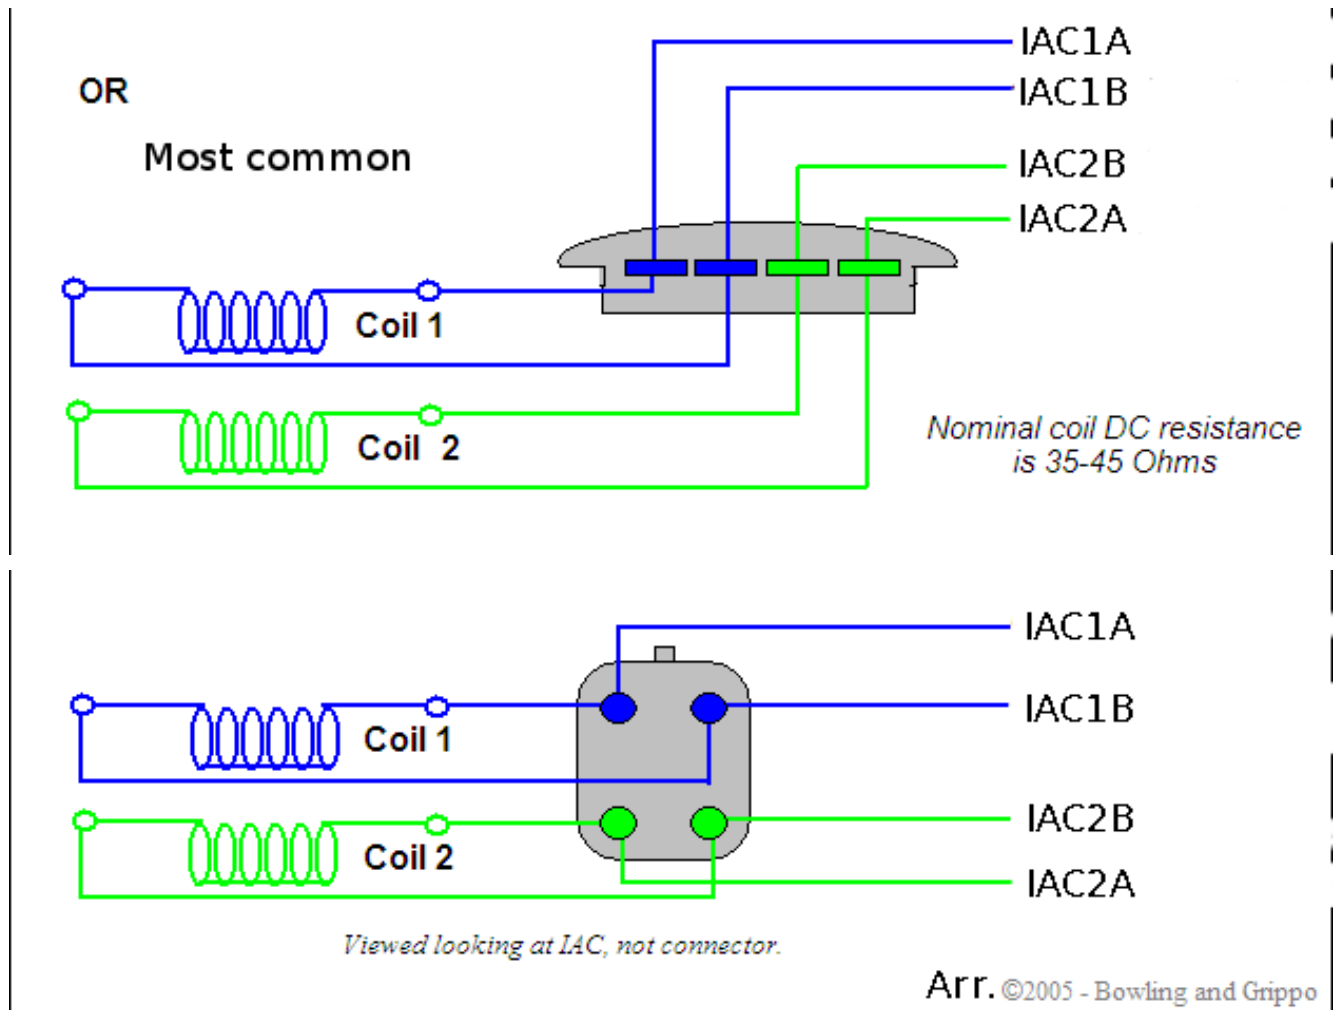 IAC1A
OR
IAC1B
Most common
IAC2B
IAC2A
Coil 1
Coil 2
Nominal coil DC resistance
is 35-45 Ohms
IAC1A
IAC1B
Coil 1
IAC2B
Coil 2
IAC2A
Viewed looking at IAC, not connector.
Arr. ©2005 - Bowling and Grippo